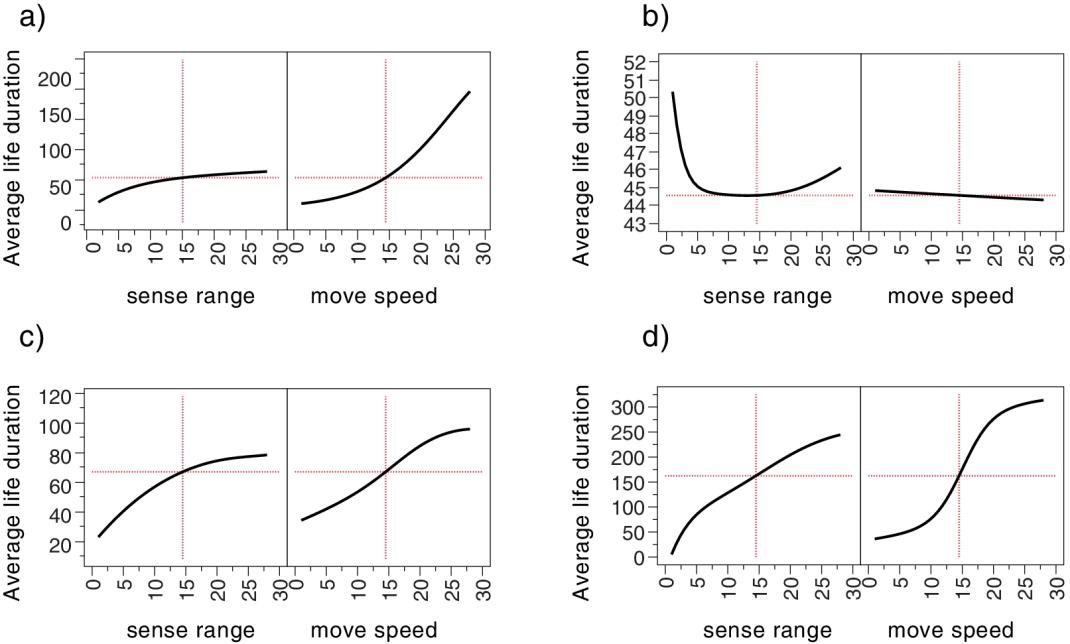 a)
Average life duration
200
150
100
50
0
0 5 10 15 20 25 30
0 5 10 15 20 25 30
sense range
move speed
b)
Average life duration
52
51
50
49
48
47
46
45
44
43
0 5 10 15 20 25 30
0 5 10 15 20 25 30
sense range
move speed
c)
Average life duration
120
100
80
60
40
20
0 5 10 15 20 25 30
0 5 10 15 20 25 30
sense range
move speed
d)
Average life duration
300
250
200
150
100
50
0
0 5 10 15 20 25 30
0 5 10 15 20 25 30
sense range
move speed